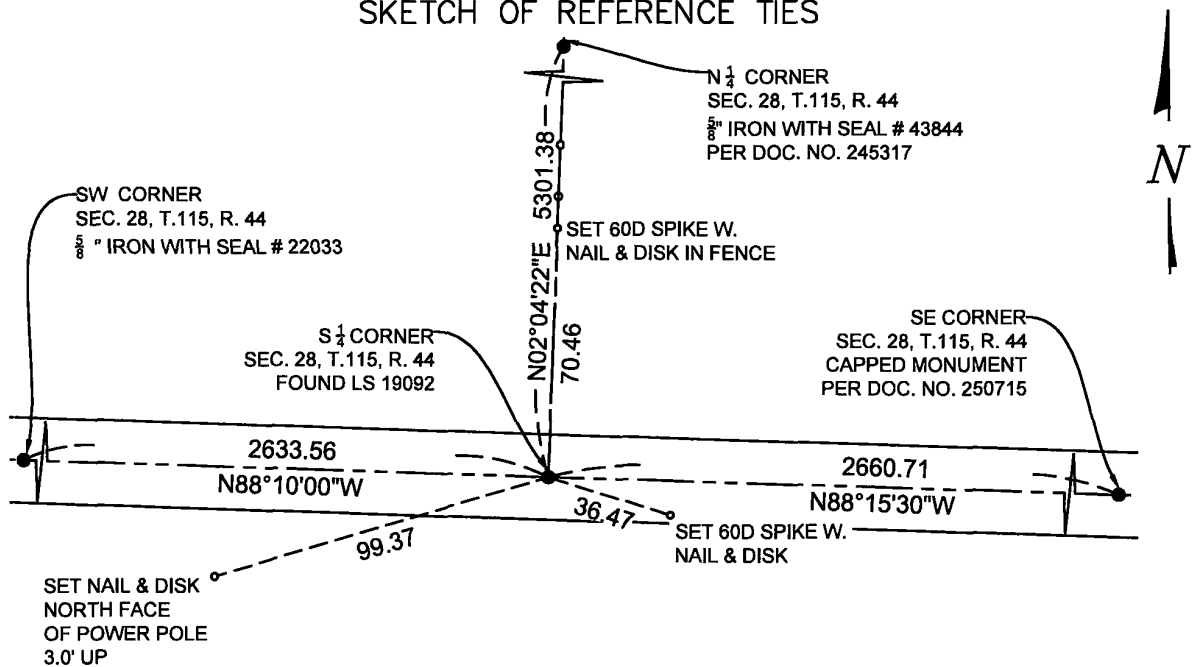 SKETCH OF REFERENCE TIES
N 1/4 CORNER
SEC. 28, T.115, R. 44
5/8" IRON WITH SEAL # 43844
PER DOC. NO. 245317
N
SW CORNER
SEC. 28, T.115, R. 44
5/8 " IRON WITH SEAL # 22033
5301.38
N02°04'22"E
70.46
SET 60D SPIKE W.
NAIL & DISK IN FENCE
S 1/4 CORNER
SEC. 28, T.115, R. 44
FOUND LS 19092
SE CORNER
SEC. 28, T.115, R. 44
CAPPED MONUMENT
PER DOC. NO. 250715
2633.56
N88°10'00"W
2660.71
N88°15'30"W
36.47
99.37
SET 60D SPIKE W.
NAIL & DISK
SET NAIL & DISK
NORTH FACE
OF POWER POLE
3.0' UP